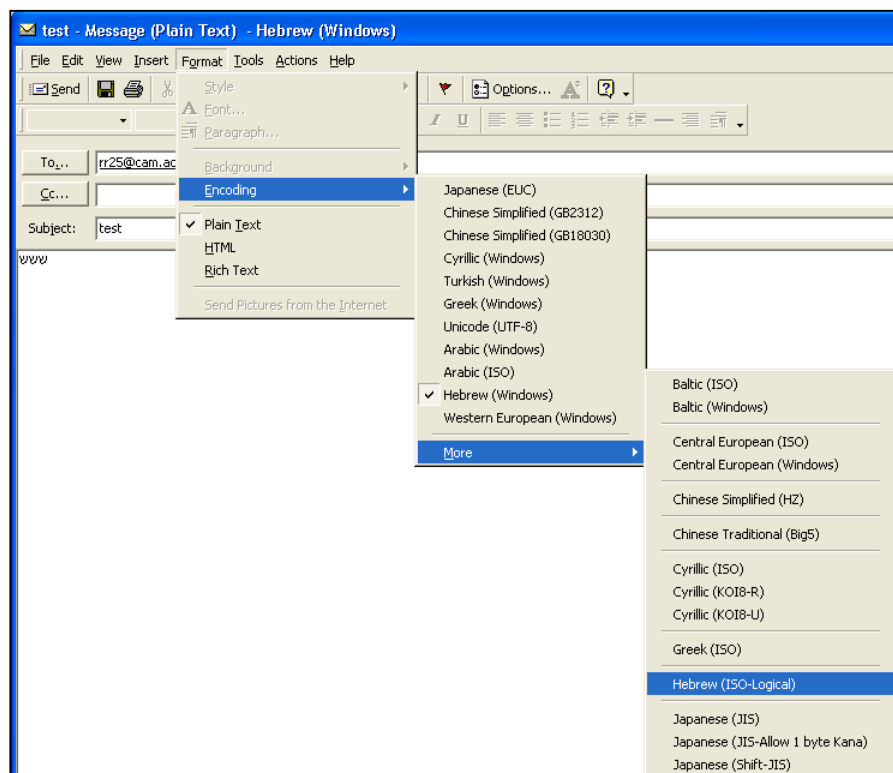 test - Message (Plain Text) - Hebrew (Windows)
File Edit View Insert Format Tools Actions Help
Send Options...
Style
Font...
Paragraph...
Background
Encoding
Plain Text
HTML
Rich Text
Send Pictures from the Internet
To... rr25@cam.ac
Cc...
Subject: test
ששש
Japanese (EUC)
Chinese Simplified (GB2312)
Chinese Simplified (GB18030)
Cyrillic (Windows)
Turkish (Windows)
Greek (Windows)
Unicode (UTF-8)
Arabic (Windows)
Arabic (ISO)
Hebrew (Windows)
Western European (Windows)
More
Baltic (ISO)
Baltic (Windows)
Central European (ISO)
Central European (Windows)
Chinese Simplified (HZ)
Chinese Traditional (Big5)
Cyrillic (ISO)
Cyrillic (KOI8-R)
Cyrillic (KOI8-U)
Greek (ISO)
Hebrew (ISO-Logical)
Japanese (JIS)
Japanese (JIS-Allow 1 byte Kana)
Japanese (Shift-JIS)